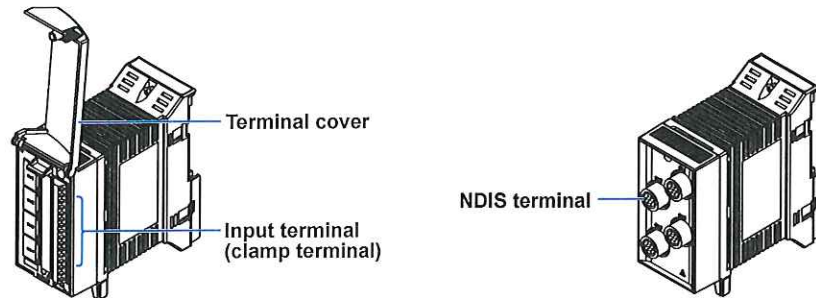 Terminal cover
NDIS terminal
Input terminal
(clamp terminal)